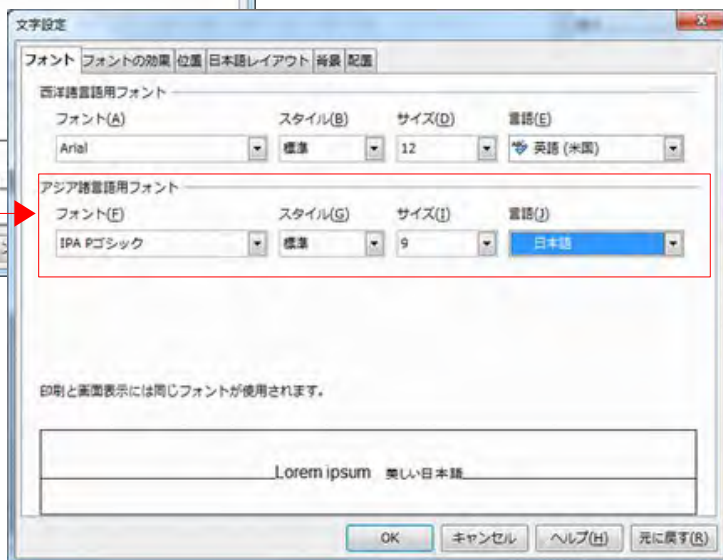 文字設定
フォント フォントの効果 位置 日本語レイアウト 背景 配置
西洋諸言語用フォント
フォント(A) スタイル(B) サイズ(D) 言語(E)
Arial 標準 12 英語 (米国)
アジア諸言語用フォント
フォント(F) スタイル(G) サイズ(I) 言語(J)
IPA Pゴシック 標準 9 日本語
印刷と画面表示には同じフォントが使用されます。
Lorem ipsum 美しい日本語
OK キャンセル ヘルプ(H) 元に戻す(R)